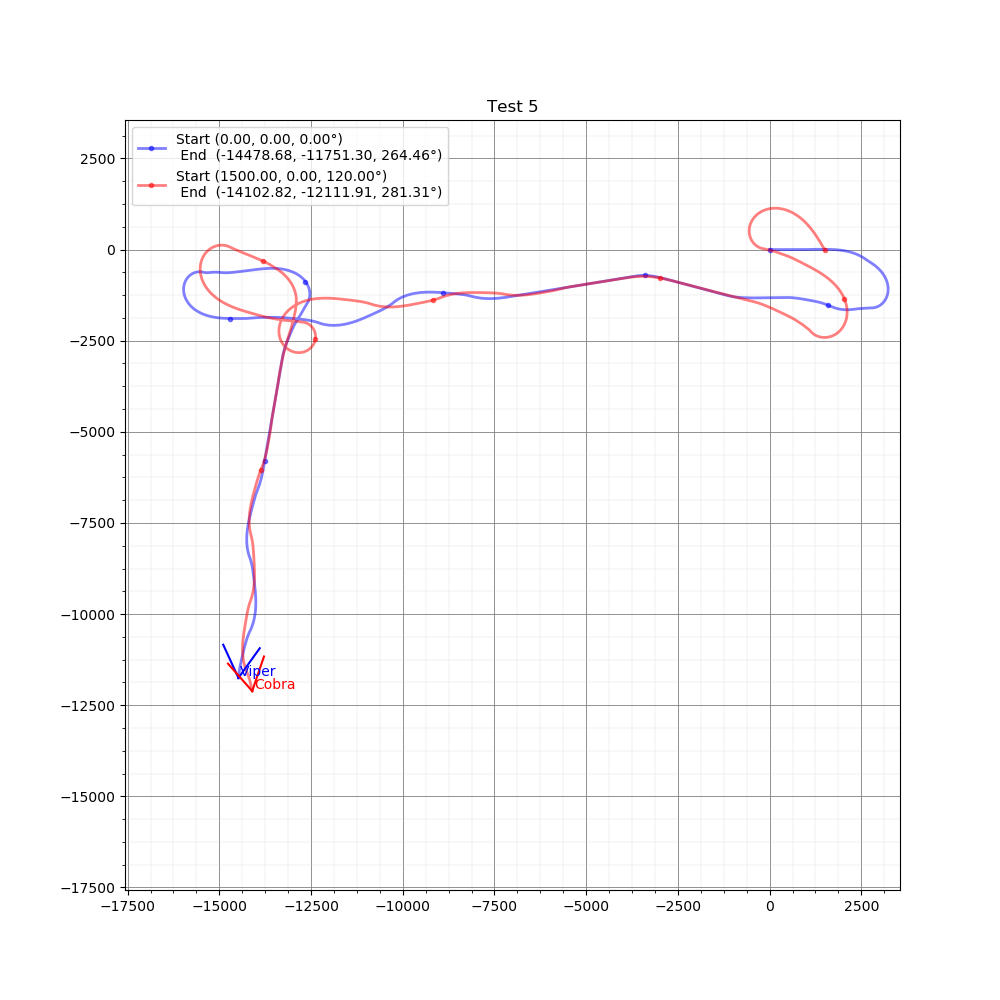 Test 5
Start (0.00, 0.00, 0.00°)
End  (-14478.68, -11751.30, 264.46°)
Start (1500.00, 0.00, 120.00°)
End  (-14102.82, -12111.91, 281.31°)
2500
0
−2500
−5000
−7500
−10000
−12500
−15000
−17500
Viper
Cobra
−17500 −15000 −12500 −10000 −7500 −5000 −2500 0 2500